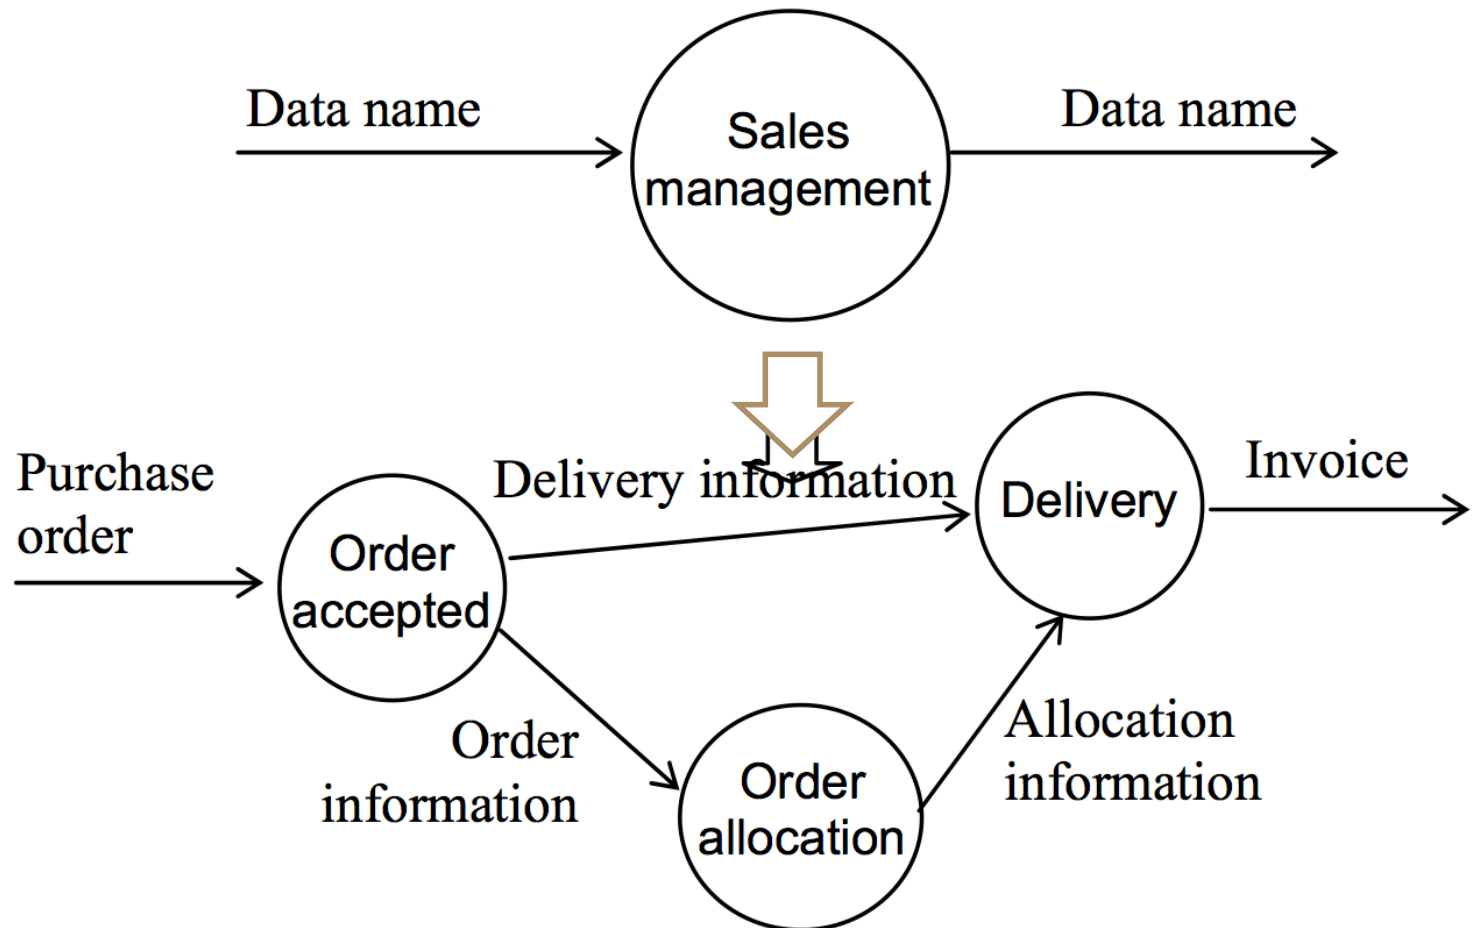 Data name
Sales
management
Data name
Purchase
order
Order
accepted
Delivery information
Delivery
Invoice
Order
information
Order
allocation
Allocation
information